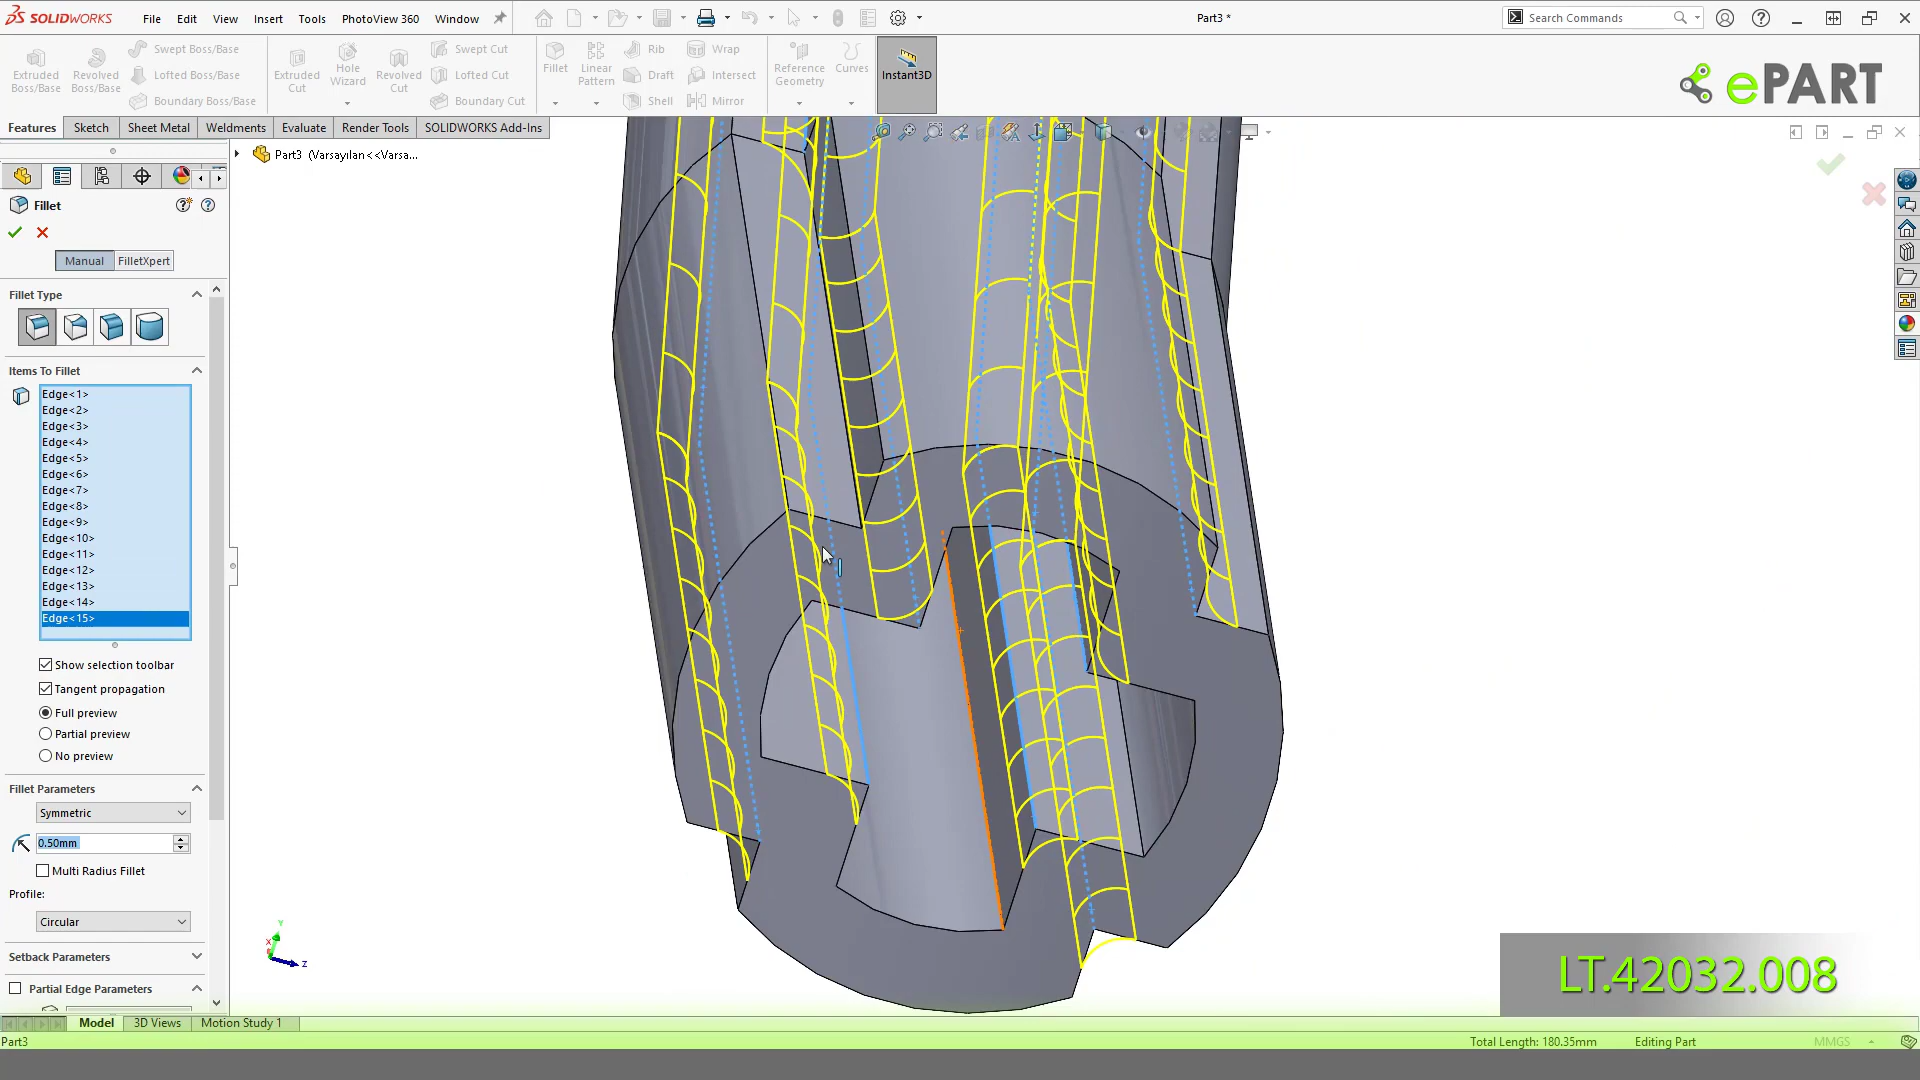 SOLIDWORKS File Edit View Insert Tools PhotoView 360 Window Part3 * Search Commands
Extruded Boss/Base
Revolved Boss/Base
Swept Boss/Base
Lofted Boss/Base
Boundary Boss/Base
Extruded Cut
Hole Wizard
Revolved Cut
Swept Cut
Lofted Cut
Boundary Cut
Fillet
Linear Pattern
Rib
Draft
Shell
Wrap
Intersect
Mirror
Reference Geometry
Curves
Instant3D
ePART
Features Sketch Sheet Metal Weldments Evaluate Render Tools SOLIDWORKS Add-Ins
Part3 (Varsayılan<<Varsa...
Fillet
Manual FilletXpert
Fillet Type
Items To Fillet
Edge<1>
Edge<2>
Edge<3>
Edge<4>
Edge<5>
Edge<6>
Edge<7>
Edge<8>
Edge<9>
Edge<10>
Edge<11>
Edge<12>
Edge<13>
Edge<14>
Edge<15>
Show selection toolbar
Tangent propagation
Full preview
Partial preview
No preview
Fillet Parameters
Symmetric
0.50mm
Multi Radius Fillet
Profile:
Circular
Setback Parameters
Partial Edge Parameters
Y
X
Z
LT.42032.008
Model 3D Views Motion Study 1
Part3 Total Length: 180.35mm Editing Part MMGS